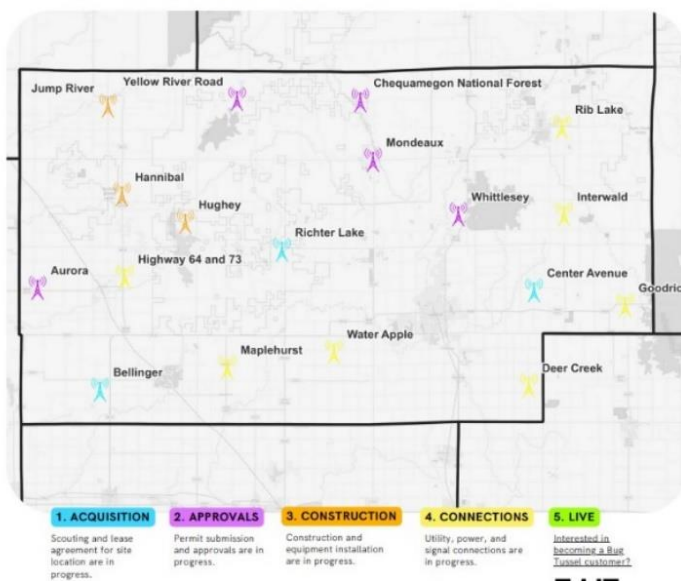 Jump River
Yellow River Road
Chequamegon National Forest
Rib Lake
Mondeaux
Hannibal
Hughey
Whittlesey
Interwald
Richter Lake
Highway 64 and 73
Aurora
Center Avenue
Goodric
Water Apple
Maplehurst
Bellinger
Deer Creek
1. ACQUISITION
Scouting and lease
agreement for site
location are in
progress.
2. APPROVALS
Permit submission
and approvals are in
progress.
3. CONSTRUCTION
Construction and
equipment installation
are in progress.
4. CONNECTIONS
Utility, power, and
signal connections are
in progress.
5. LIVE
Interested in
becoming a Bug
Tussel customer?